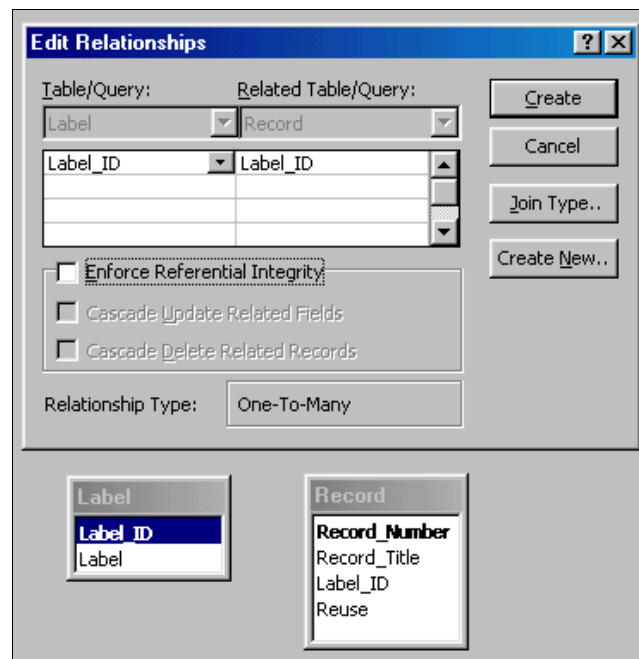 Edit Relationships
Table/Query: Related Table/Query:
Create
Label Record
Cancel
Label_ID Label_ID
Join Type..
Create New..
Enforce Referential Integrity
Cascade Update Related Fields
Cascade Delete Related Records
Relationship Type: One-To-Many
Label
Label_ID
Label
Record
Record_Number
Record_Title
Label_ID
Reuse